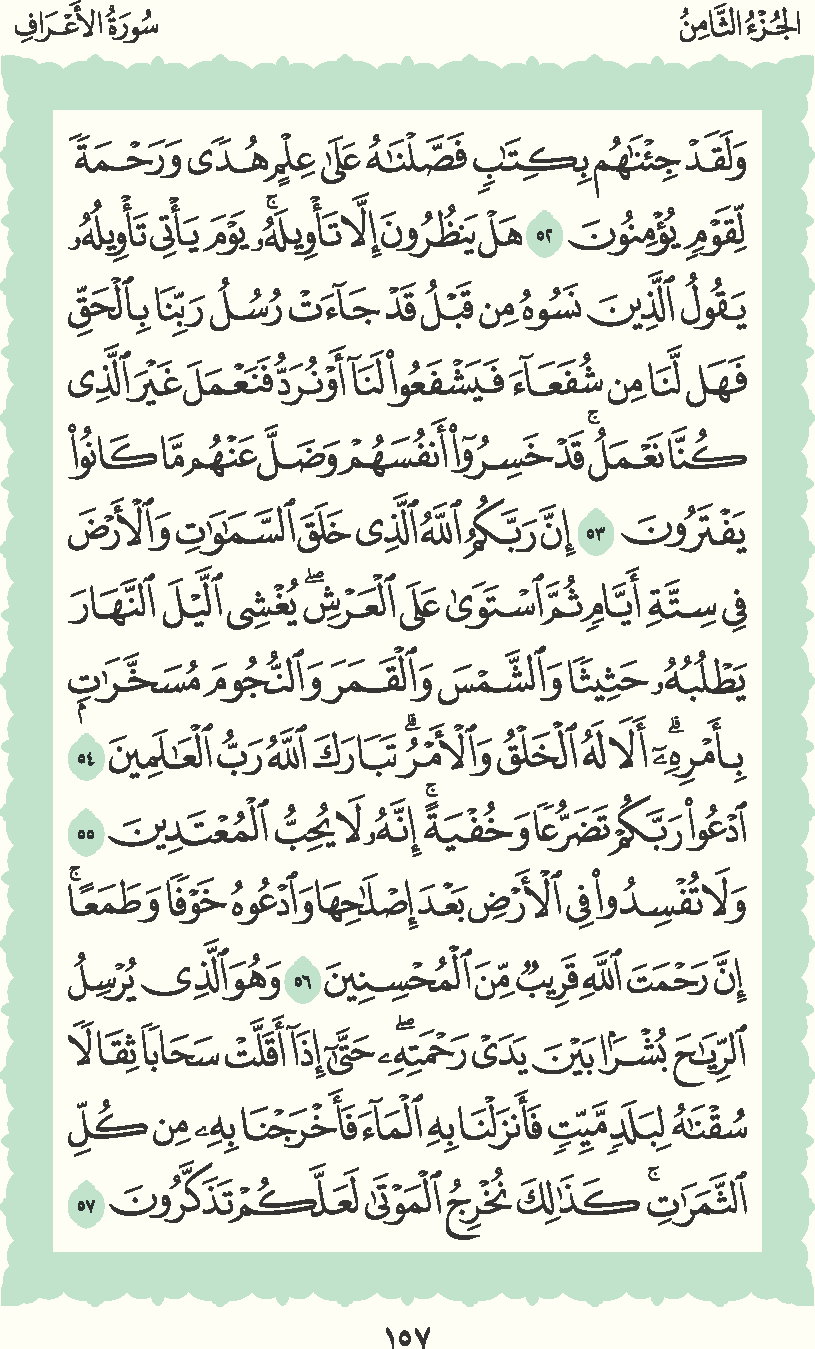 الجُزْءُ الثَّامِنُ
سُورَةُ الأَعْرَافِ
وَلَقَدْ جِئْنَٰهُم بِكِتَٰبٖ فَصَّلْنَٰهُ عَلَىٰ عِلْمٍ هُدٗى وَرَحْمَةٗ
لِّقَوْمٖ يُؤْمِنُونَ ٥٢ هَلْ يَنظُرُونَ إِلَّا تَأْوِيلَهُۥۚ يَوْمَ يَأْتِى تَأْوِيلُهُۥ
يَقُولُ ٱلَّذِينَ نَسُوهُ مِن قَبْلُ قَدْ جَآءَتْ رُسُلُ رَبِّنَا بِٱلْحَقِّ
فَهَل لَّنَا مِن شُفَعَآءَ فَيَشْفَعُوا۟ لَنَآ أَوْ نُرَدُّ فَنَعْمَلَ غَيْرَ ٱلَّذِى
كُنَّا نَعْمَلُۚ قَدْ خَسِرُوٓا۟ أَنفُسَهُمْ وَضَلَّ عَنْهُم مَّا كَانُوا۟
يَفْتَرُونَ ٥٣ إِنَّ رَبَّكُمُ ٱللَّهُ ٱلَّذِى خَلَقَ ٱلسَّمَٰوَٰتِ وَٱلْأَرْضَ
فِى سِتَّةِ أَيَّامٖ ثُمَّ ٱسْتَوَىٰ عَلَى ٱلْعَرْشِۖ يُغْشِى ٱلَّيْلَ ٱلنَّهَارَ
يَطْلُبُهُۥ حَثِيثٗا وَٱلشَّمْسَ وَٱلْقَمَرَ وَٱلنُّجُومَ مُسَخَّرَٰتِۭ
بِأَمْرِهِۦٓۗ أَلَا لَهُ ٱلْخَلْقُ وَٱلْأَمْرُۗ تَبَارَكَ ٱللَّهُ رَبُّ ٱلْعَٰلَمِينَ ٥٤
ٱدْعُوا۟ رَبَّكُمْ تَضَرُّعٗا وَخُفْيَةًۚ إِنَّهُۥ لَا يُحِبُّ ٱلْمُعْتَدِينَ ٥٥
وَلَا تُفْسِدُوا۟ فِى ٱلْأَرْضِ بَعْدَ إِصْلَٰحِهَا وَٱدْعُوهُ خَوْفٗا وَطَمَعًاۚ
إِنَّ رَحْمَتَ ٱللَّهِ قَرِيبٞ مِّنَ ٱلْمُحْسِنِينَ ٥٦ وَهُوَ ٱلَّذِى يُرْسِلُ
ٱلرِّيَٰحَ بُشْرَۢا بَيْنَ يَدَىْ رَحْمَتِهِۦۖ حَتَّىٰٓ إِذَآ أَقَلَّتْ سَحَابٗا ثِقَالٗا
سُقْنَٰهُ لِبَلَدٖ مَّيِّتٖ فَأَنزَلْنَا بِهِ ٱلْمَآءَ فَأَخْرَجْنَا بِهِۦ مِن كُلِّ
ٱلثَّمَرَٰتِۚ كَذَٰلِكَ نُخْرِجُ ٱلْمَوْتَىٰ لَعَلَّكُمْ تَذَكَّرُونَ ٥٧
١٥٧